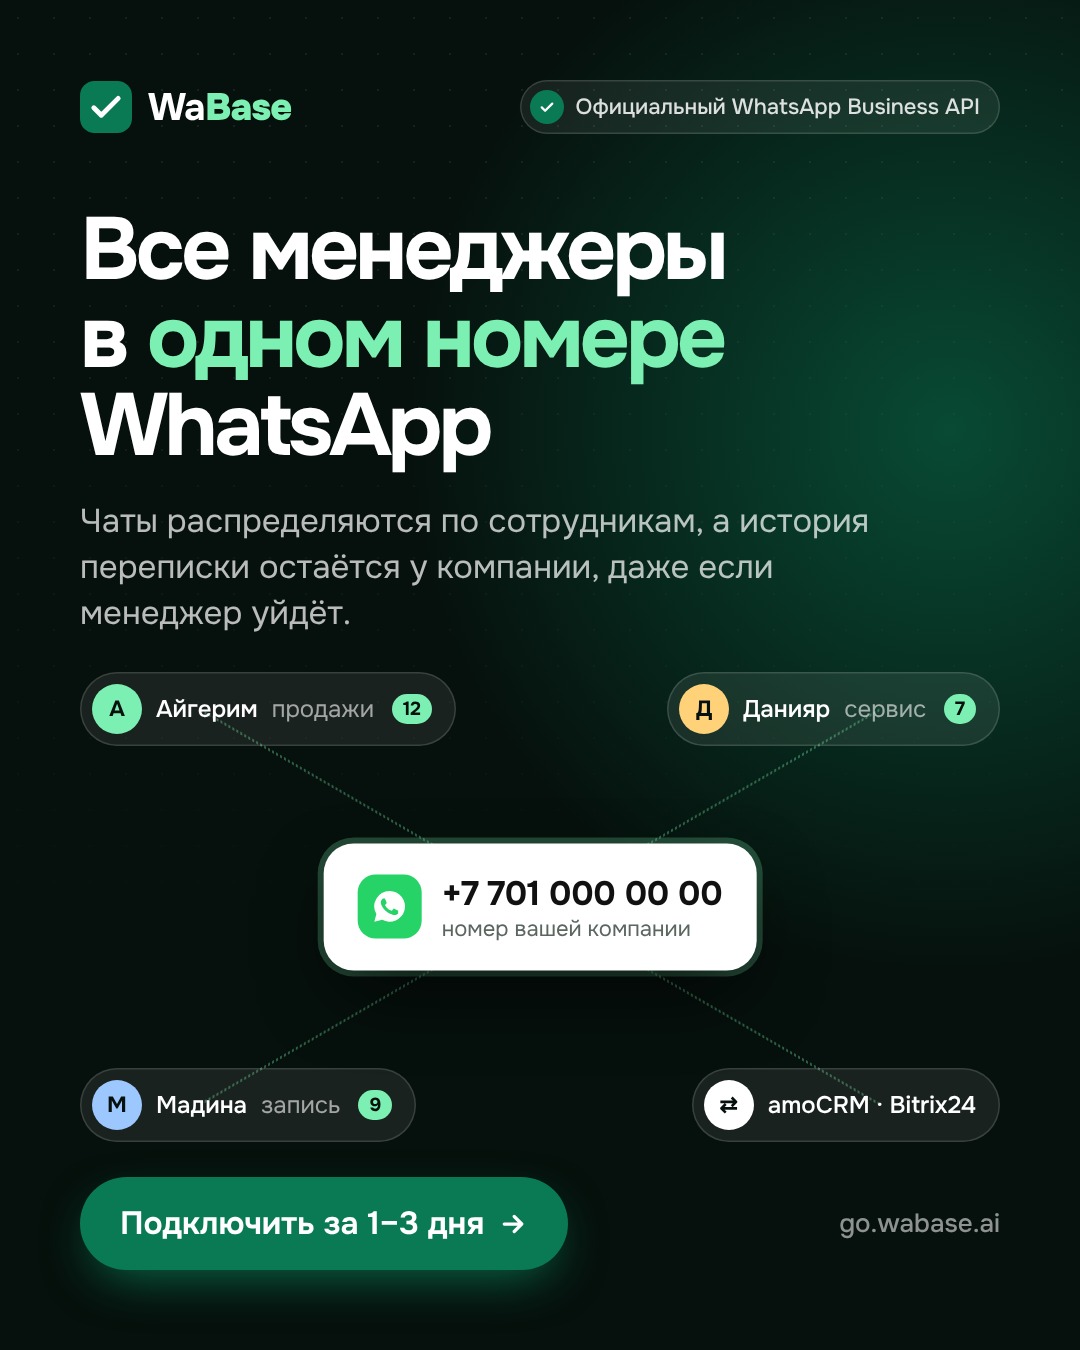 WaBase
Официальный WhatsApp Business API
Все менеджеры
в одном номере
WhatsApp
Чаты распределяются по сотрудникам, а история
переписки остаётся у компании, даже если
менеджер уйдёт.
А Айгерим продажи 12
Д Данияр сервис 7
+7 701 000 00 00
номер вашей компании
М Мадина запись 9
⇄ amoCRM · Bitrix24
Подключить за 1–3 дня →
go.wabase.ai